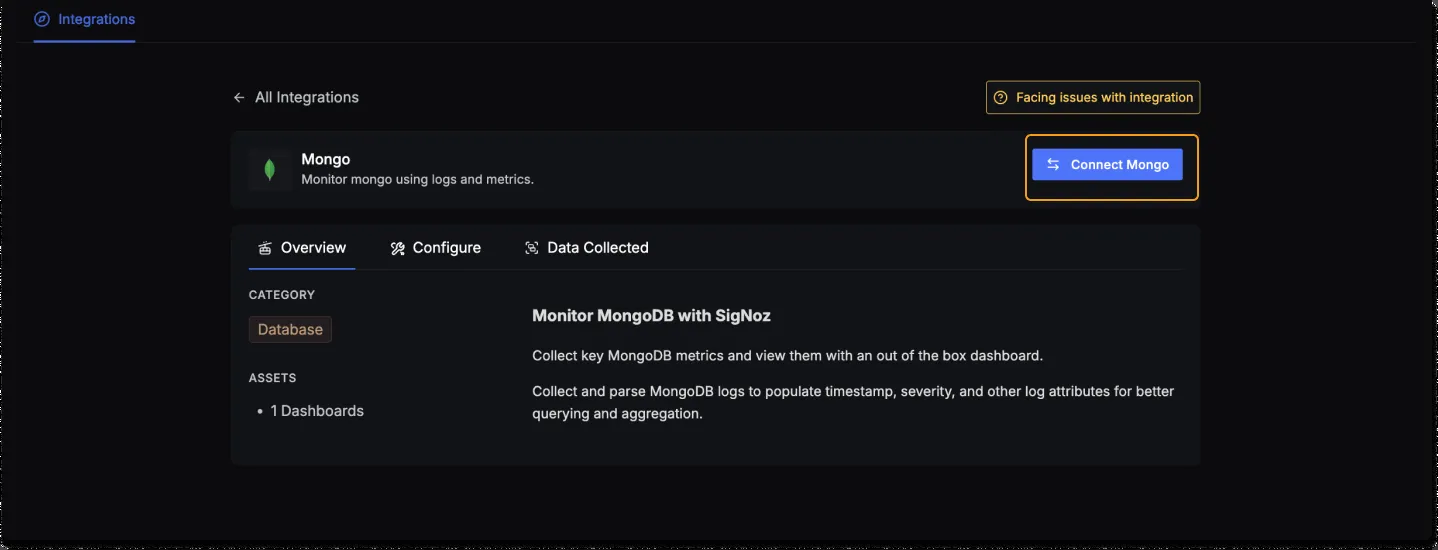 Integrations
All Integrations
Facing issues with integration
Mongo
Monitor mongo using logs and metrics.
Connect Mongo
Overview
Configure
Data Collected
CATEGORY
Database
ASSETS
• 1 Dashboards
Monitor MongoDB with SigNoz
Collect key MongoDB metrics and view them with an out of the box dashboard.
Collect and parse MongoDB logs to populate timestamp, severity, and other log attributes for better
querying and aggregation.